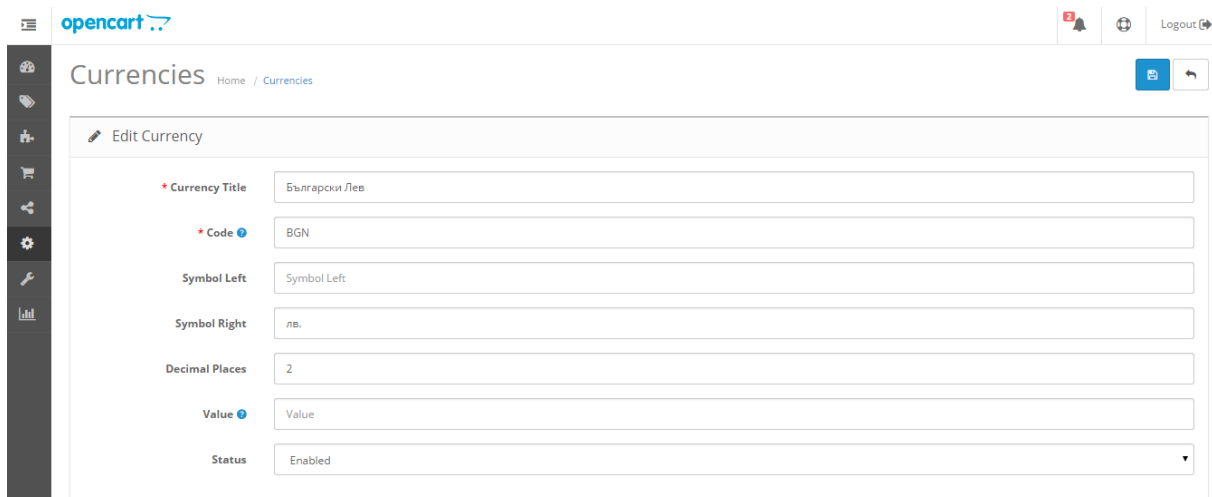 opencart
2
Logout
Currencies Home / Currencies
Edit Currency
* Currency Title Български Лев
* Code BGN
Symbol Left Symbol Left
Symbol Right лв.
Decimal Places 2
Value Value
Status Enabled